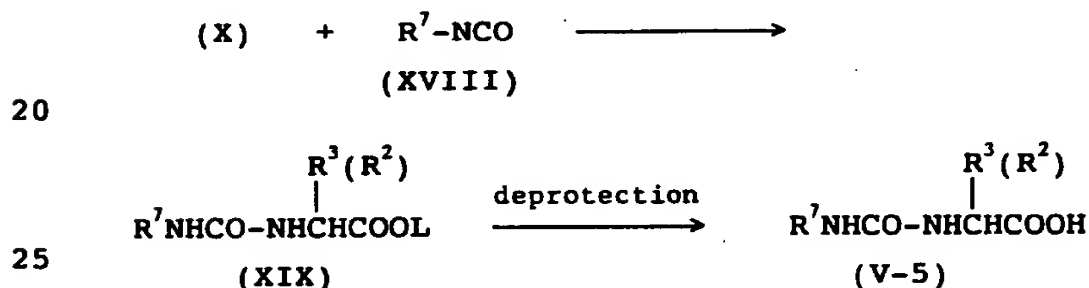 (X) + R⁷-NCO
(XVIII)
20
R³(R²) R³(R²)
R⁷NHCO-NHCHCOOL deprotection R⁷NHCO-NHCHCOOH
25
(XIX) (V-5)